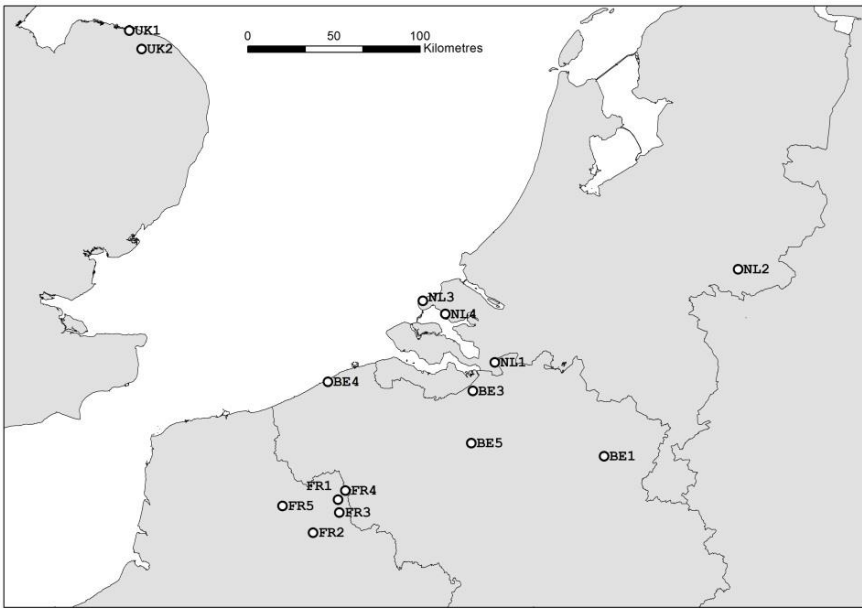 UK1
UK2
0 50 100
Kilometres
NL2
NL3
NL4
NL1
BE4
BE3
BE5
BE1
FR1
FR4
FR5
FR3
FR2